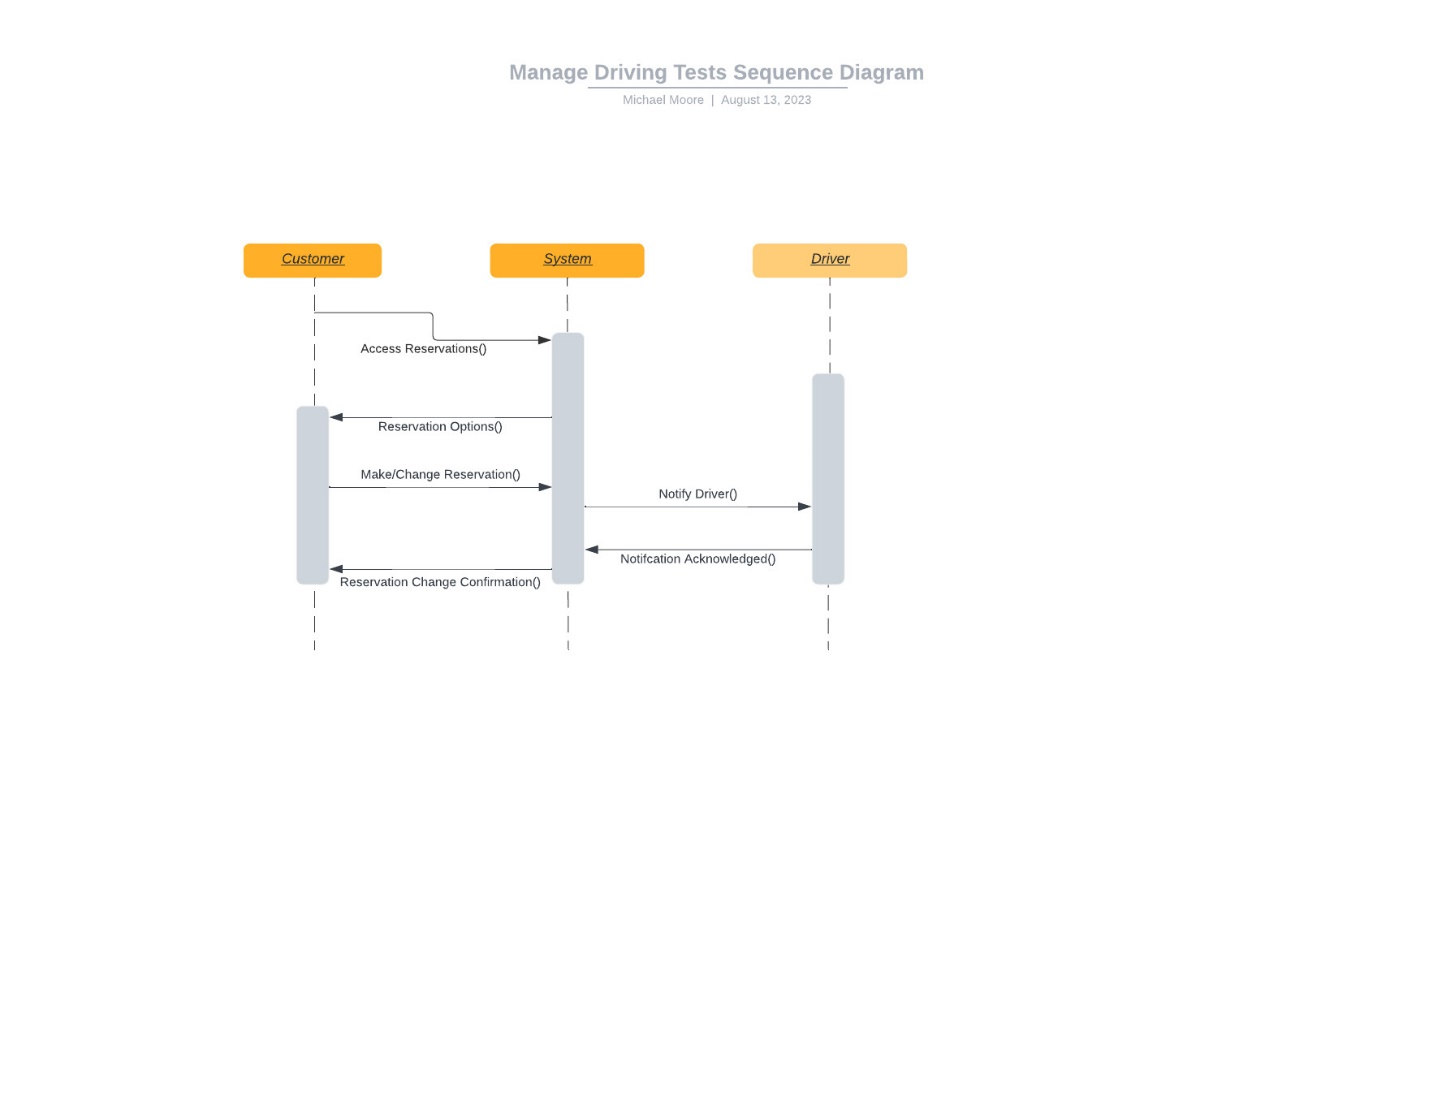 Manage Driving Tests Sequence Diagram
Michael Moore | August 13, 2023
Customer
System
Driver
Access Reservations()
Reservation Options()
Make/Change Reservation()
Notify Driver()
Notifcation Acknowledged()
Reservation Change Confirmation()